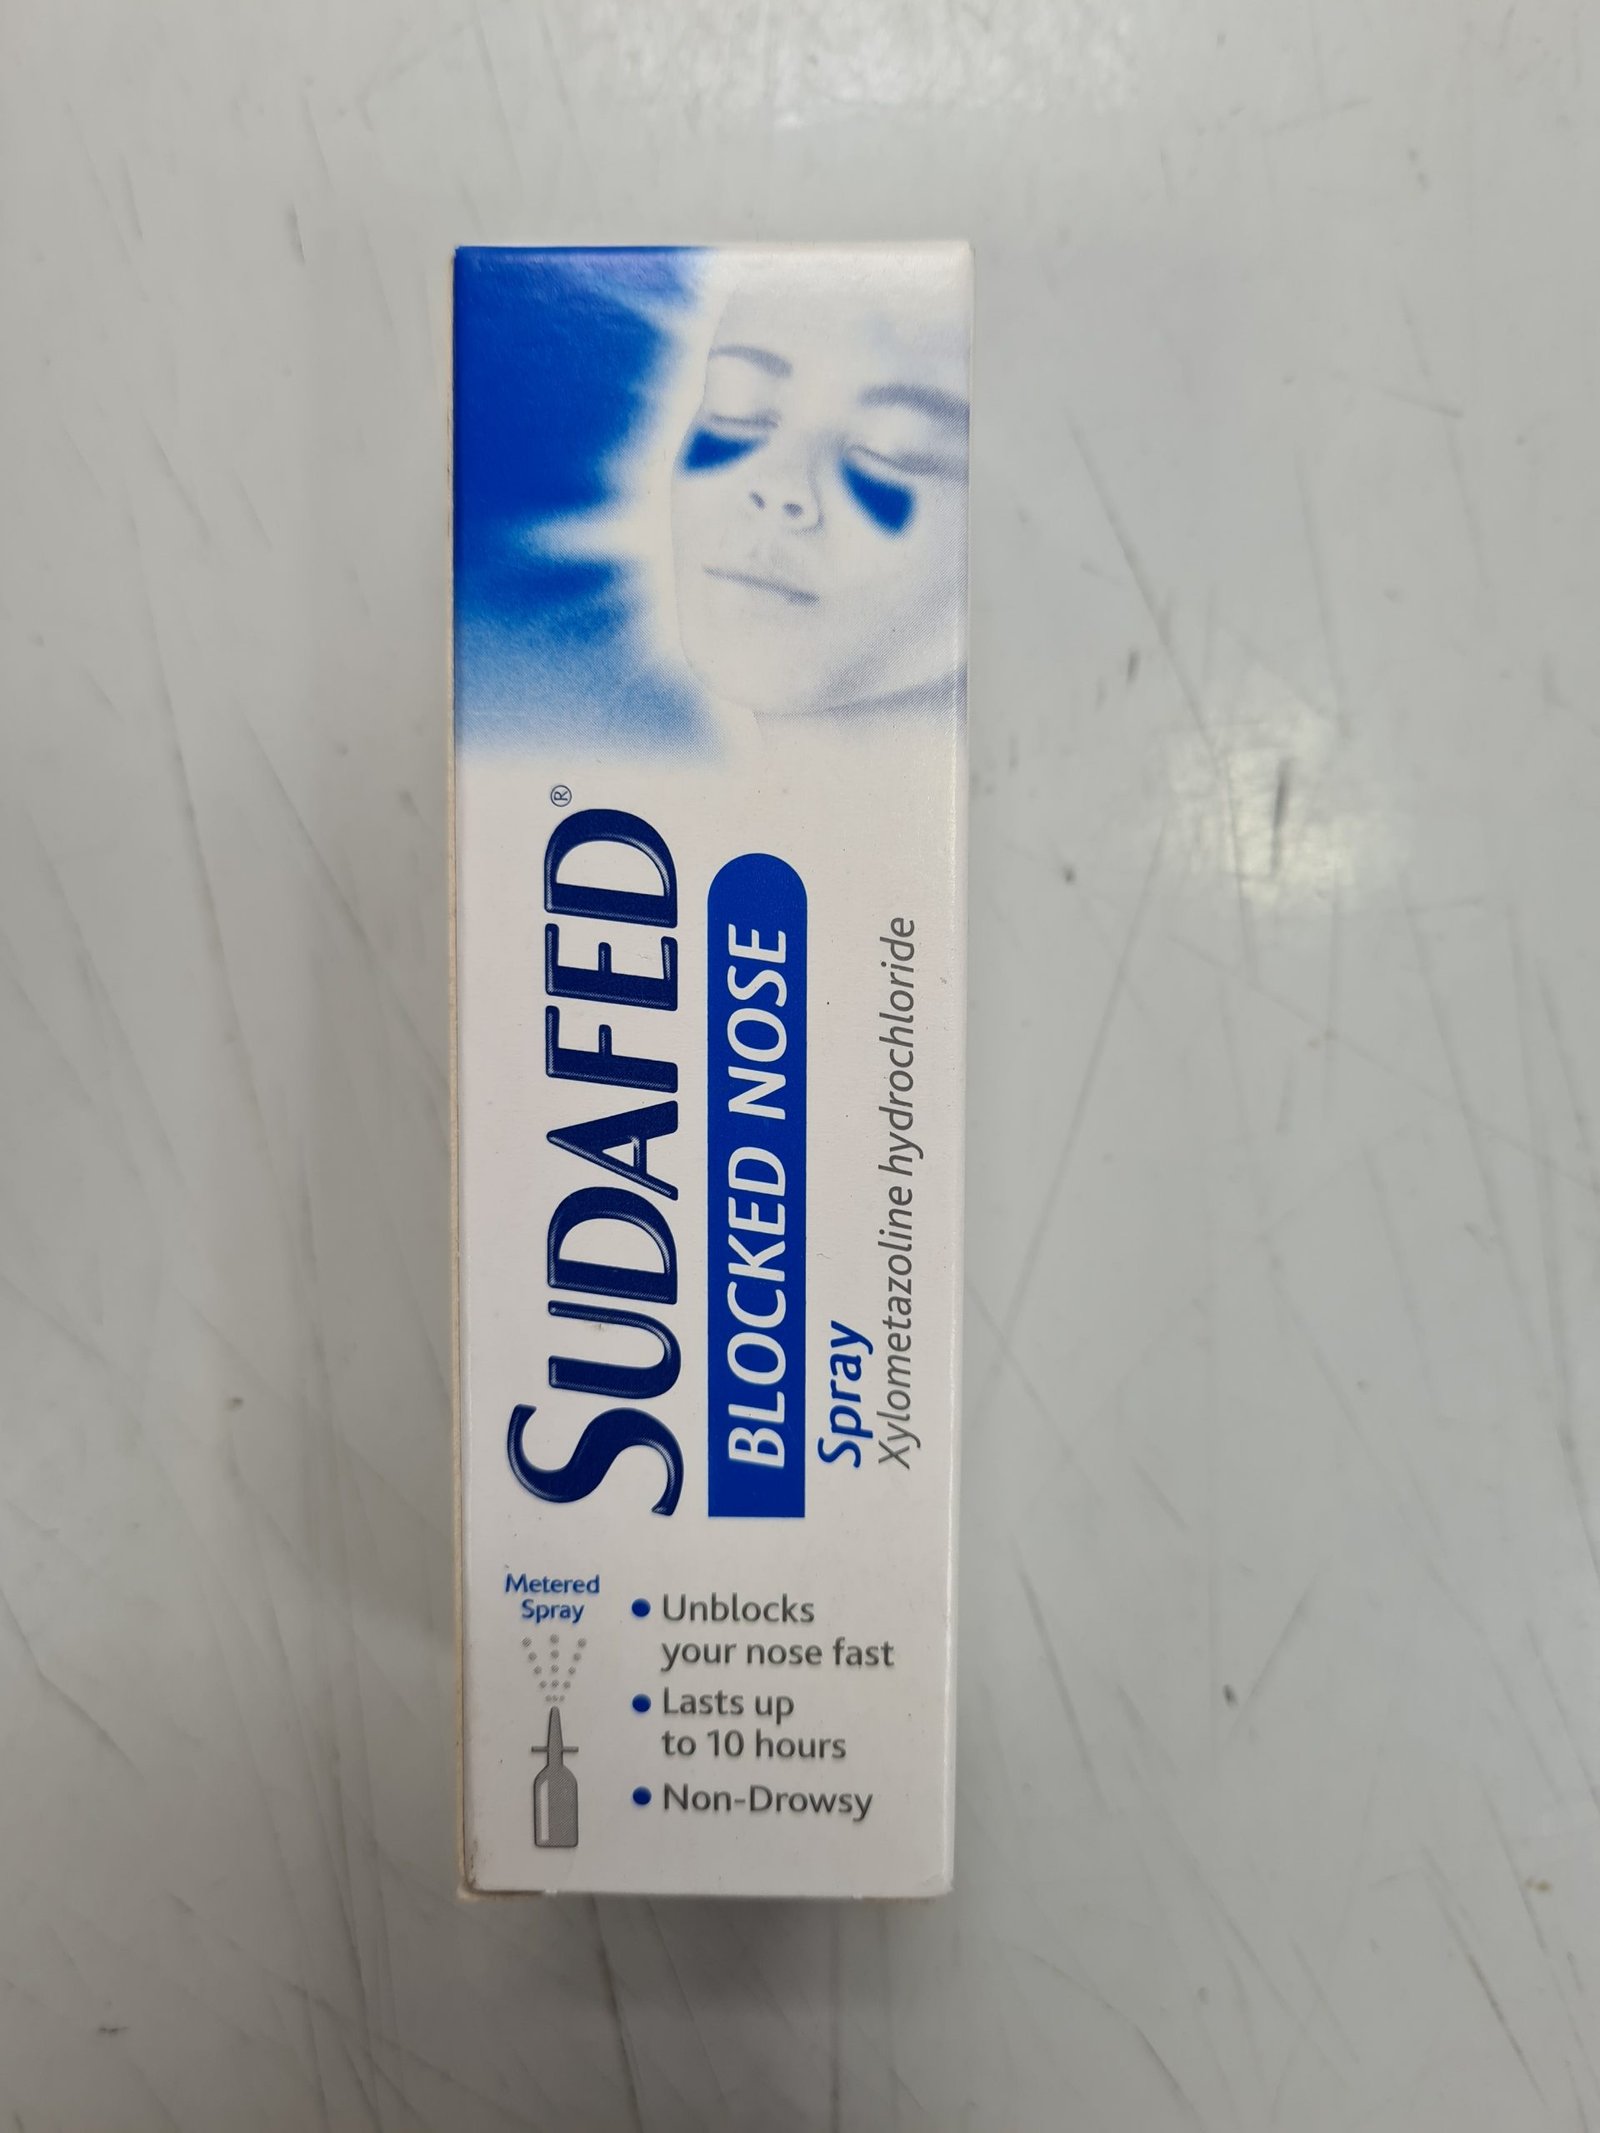 SUDAFED®
BLOCKED NOSE
Spray
Xylometazoline hydrochloride
Metered
Spray
• Unblocks
your nose fast
• Lasts up
to 10 hours
• Non-Drowsy